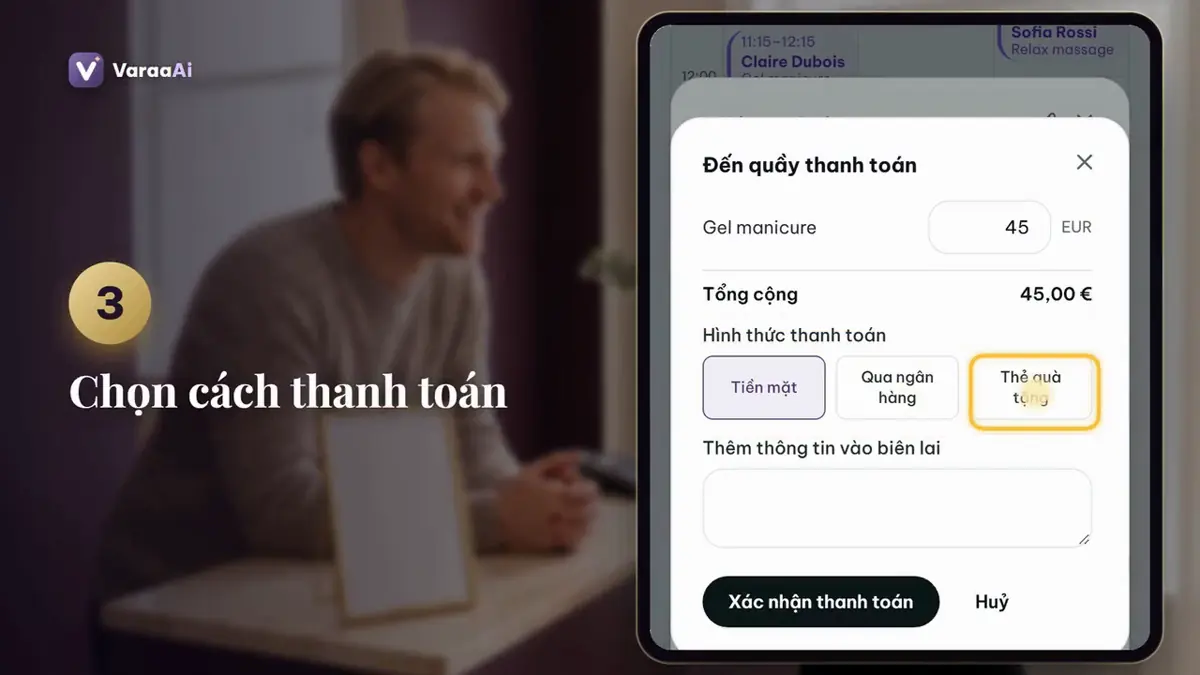 VaraaAi
3
Chọn cách thanh toán
11:15–12:15
Claire Dubois
Gel manicure
12:00
Sofia Rossi
Relax massage
Đến quầy thanh toán
Gel manicure
45
EUR
Tổng cộng
45,00 €
Hình thức thanh toán
Tiền mặt
Qua ngân
hàng
Thẻ quà
tặng
Thêm thông tin vào biên lai
Xác nhận thanh toán
Huỷ